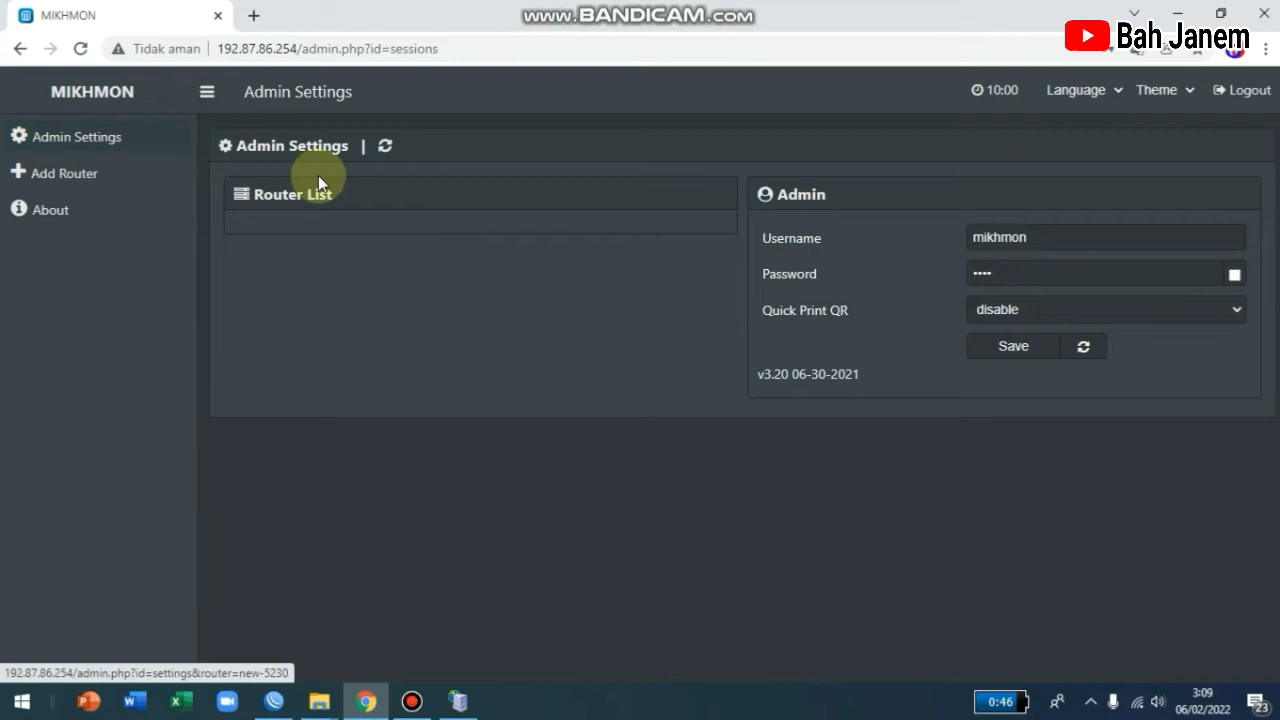 MIKHMON
www.BANDICAM.com
Tidak aman
192.87.86.254/admin.php?id=sessions
Bah Janem
MIKHMON
Admin Settings
10:00
Language
Theme
Logout
Admin Settings
Add Router
About
Admin Settings |
Router List
Admin
Username
mikhmon
Password
••••
Quick Print QR
disable
Save
v3.20 06-30-2021
192.87.86.254/admin.php?id=settings&router=new-5230
0:46
3:09
06/02/2022
23